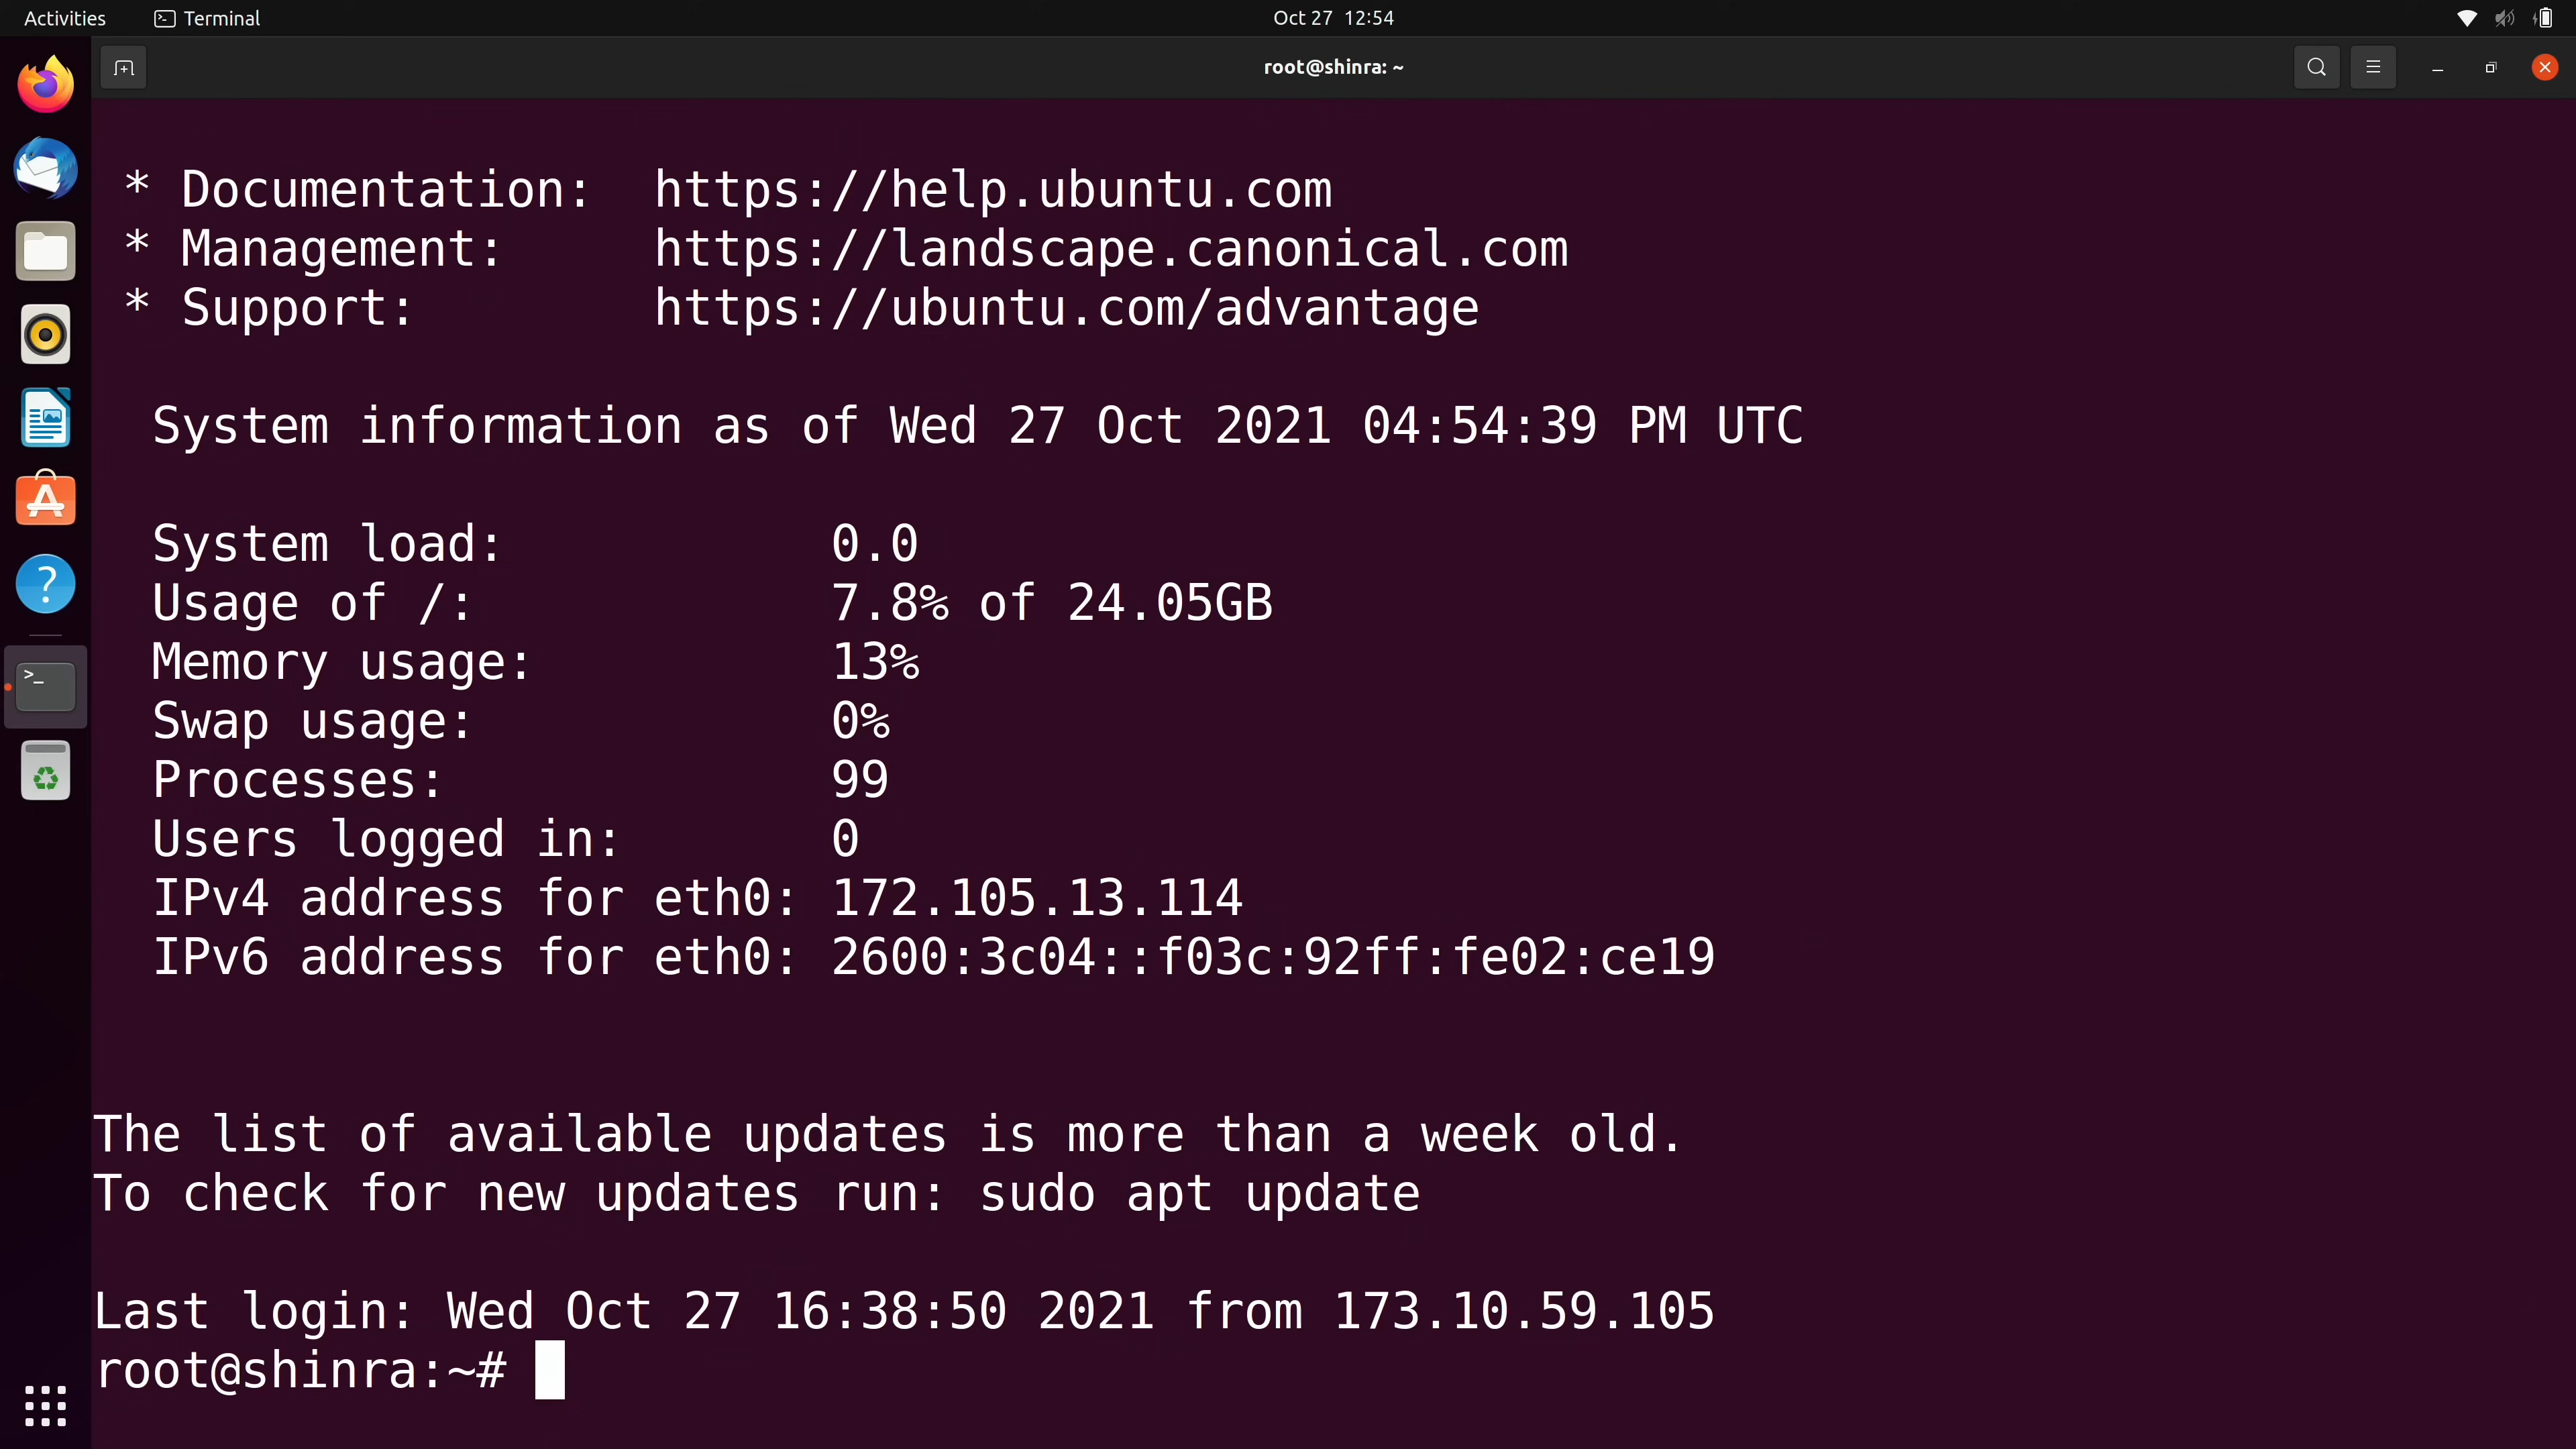 Activities Terminal Oct 27 12:54
root@shinra: ~
* Documentation: https://help.ubuntu.com
* Management: https://landscape.canonical.com
* Support: https://ubuntu.com/advantage
System information as of Wed 27 Oct 2021 04:54:39 PM UTC
System load: 0.0
Usage of /: 7.8% of 24.05GB
Memory usage: 13%
Swap usage: 0%
Processes: 99
Users logged in: 0
IPv4 address for eth0: 172.105.13.114
IPv6 address for eth0: 2600:3c04::f03c:92ff:fe02:ce19
The list of available updates is more than a week old.
To check for new updates run: sudo apt update
Last login: Wed Oct 27 16:38:50 2021 from 173.10.59.105
root@shinra:~#